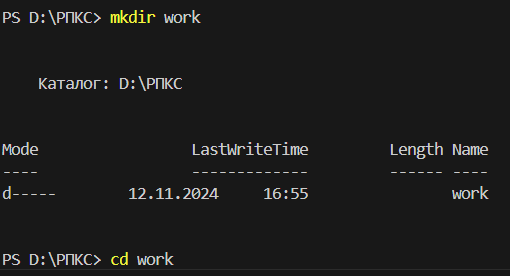 PS D:\РПКС> mkdir work
Каталог: D:\РПКС
Mode LastWriteTime Length Name
---- ------------- ------ ----
d----- 12.11.2024 16:55 work
PS D:\РПКС> cd work